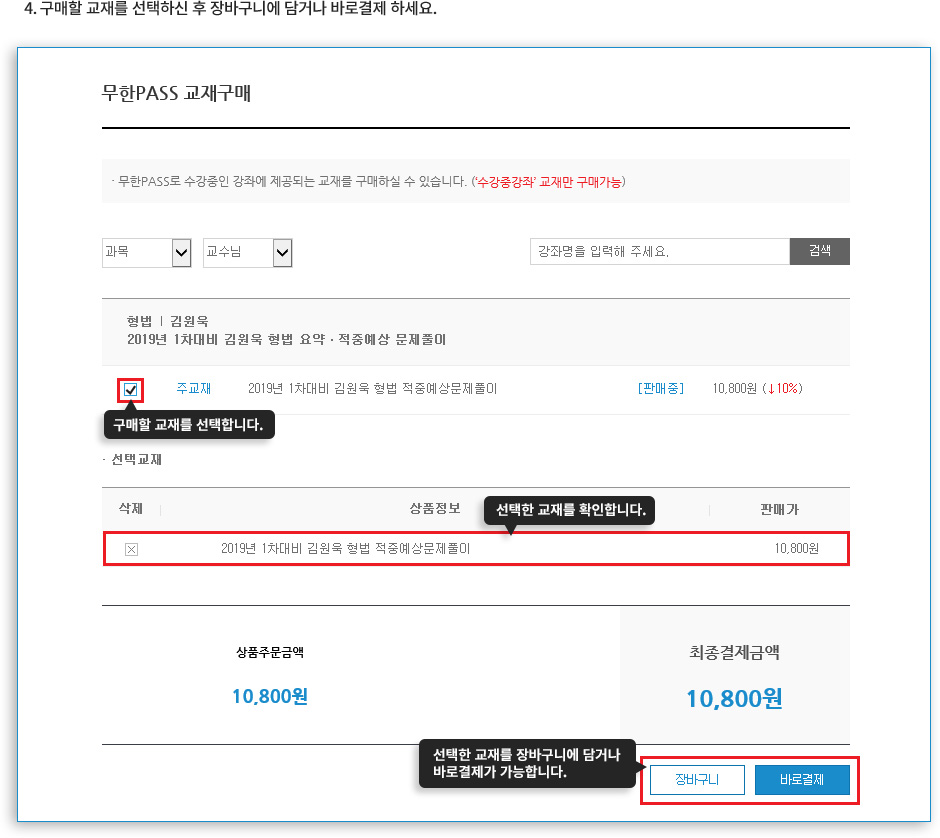 4. 구매할 교재를 선택하신 후 장바구니에 담거나 바로결제 하세요.
무한PASS 교재구매
· 무한PASS로 수강중인 강좌에 제공되는 교재를 구매하실 수 있습니다. ('수강중강좌' 교재만 구매가능)
과목 교수님 강좌명을 입력해 주세요. 검색
형법 | 김원욱
2019년 1차대비 김원욱 형법 요약·적중예상 문제풀이
주교재 2019년 1차대비 김원욱 형법 적중예상문제풀이 [판매중] 10,800원 (↓10%)
구매할 교재를 선택합니다.
· 선택교재
삭제 상품정보 판매가
선택한 교재를 확인합니다.
2019년 1차대비 김원욱 형법 적중예상문제풀이 10,800원
상품주문금액 최종결제금액
10,800원 10,800원
선택한 교재를 장바구니에 담거나
바로결제가 가능합니다.
장바구니 바로결제